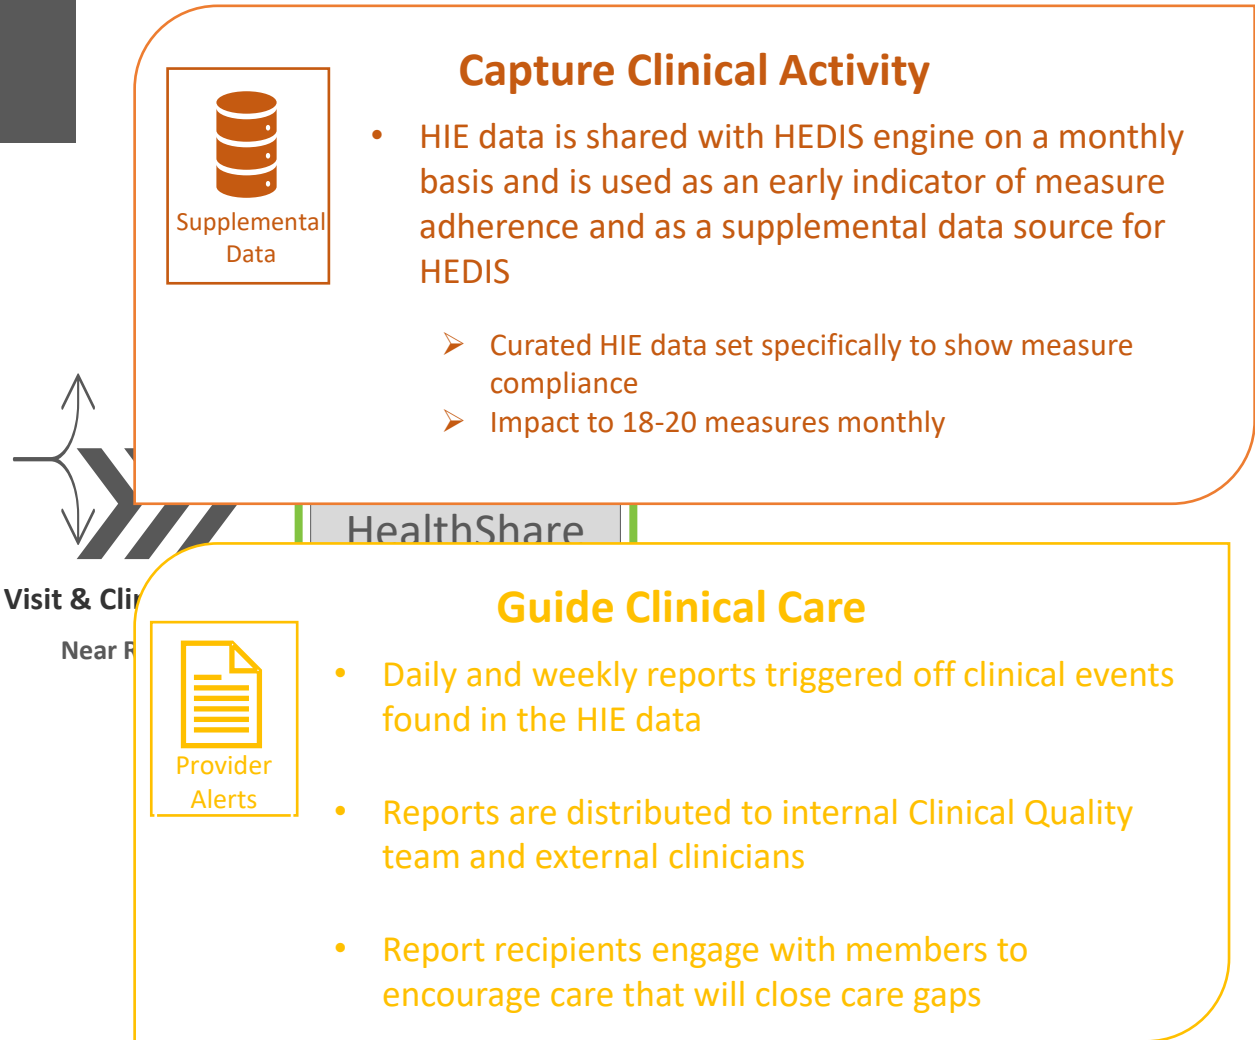 Capture Clinical Activity
Supplemental
Data
• HIE data is shared with HEDIS engine on a monthly
basis and is used as an early indicator of measure
adherence and as a supplemental data source for
HEDIS
➢ Curated HIE data set specifically to show measure
compliance
➢ Impact to 18-20 measures monthly
HealthShare
Visit &
Near
Guide Clinical Care
Provider
Alerts
• Daily and weekly reports triggered off clinical events
found in the HIE data
• Reports are distributed to internal Clinical Quality
team and external clinicians
• Report recipients engage with members to
encourage care that will close care gaps